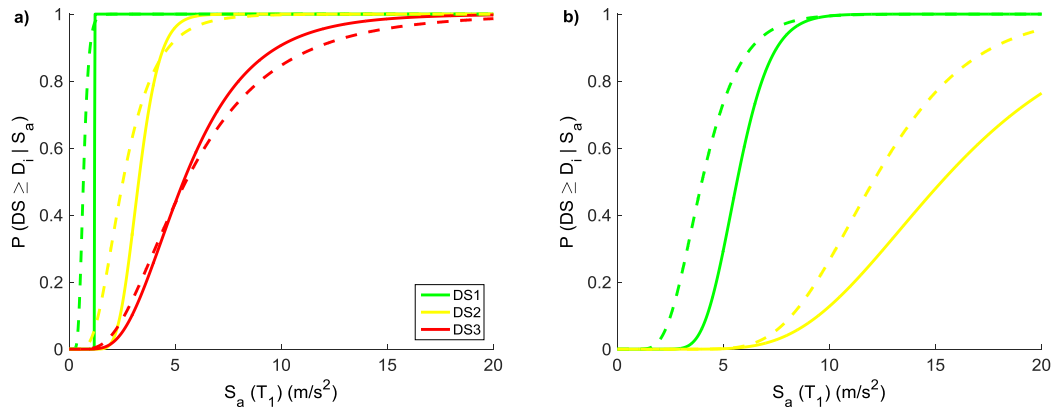 a)
P (DS ≥ D_i | S_a)
1
0.8
0.6
0.4
0.2
0
0 5 10 15 20
S_a (T_1) (m/s^2)
DS1
DS2
DS3
b)
P (DS ≥ D_i | S_a)
1
0.8
0.6
0.4
0.2
0
0 5 10 15 20
S_a (T_1) (m/s^2)